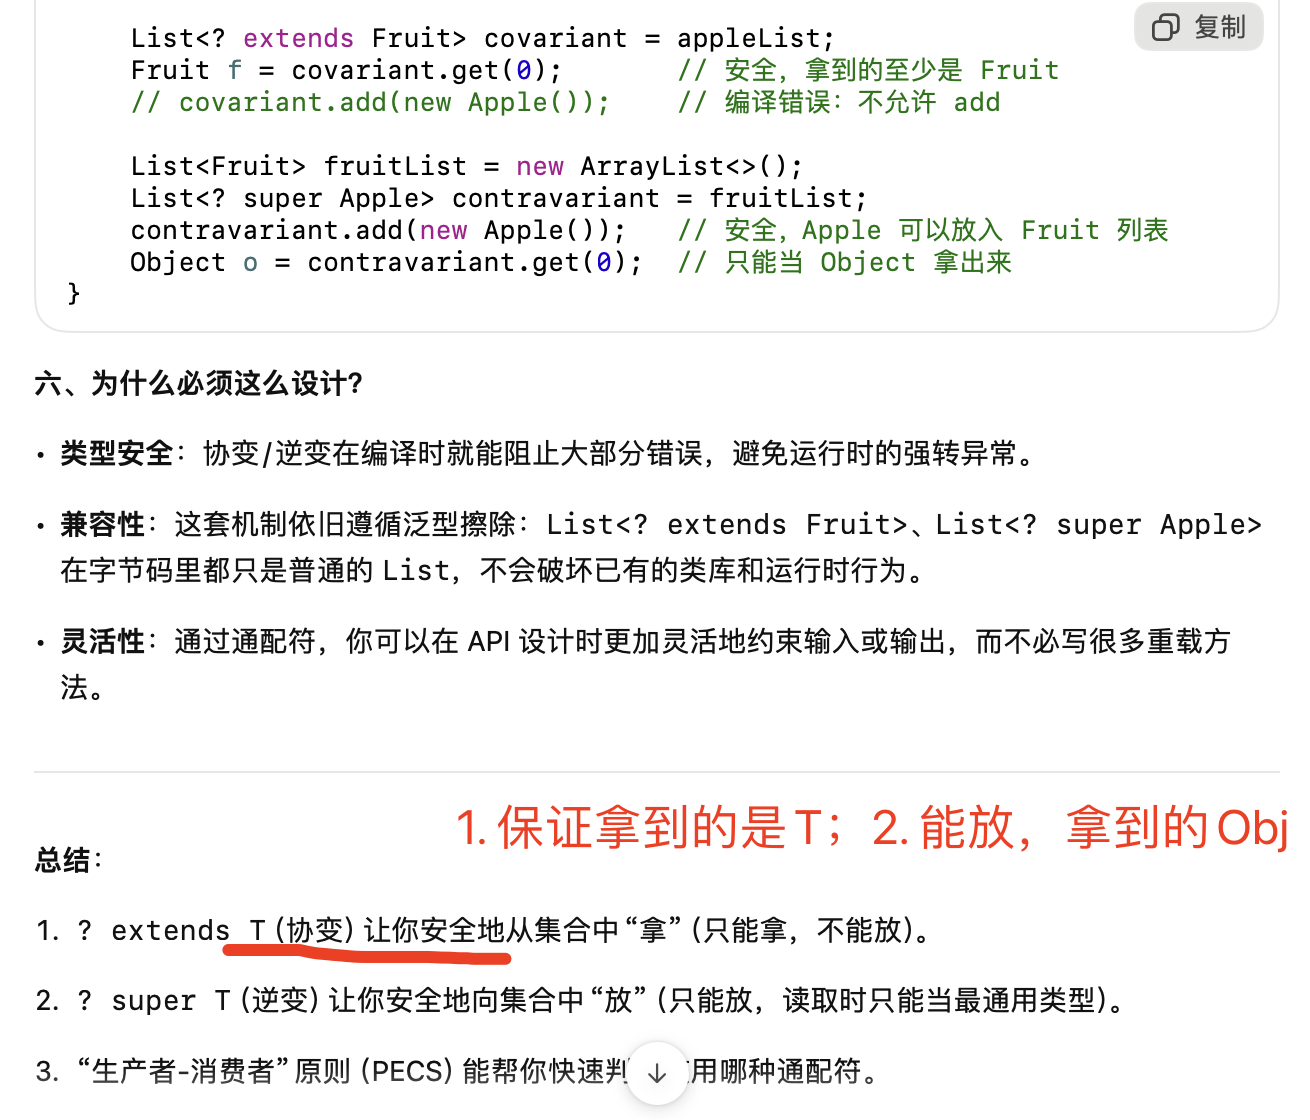 List<? extends Fruit> covariant = appleList;
复制
Fruit f = covariant.get(0);       // 安全，拿到的至少是 Fruit
// covariant.add(new Apple());    // 编译错误：不允许 add
List<Fruit> fruitList = new ArrayList<>();
List<? super Apple> contravariant = fruitList;
contravariant.add(new Apple());   // 安全，Apple 可以放入 Fruit 列表
Object o = contravariant.get(0);  // 只能当 Object 拿出来
}
六、为什么必须这么设计?
• 类型安全：协变/逆变在编译时就能阻止大部分错误，避免运行时的强转异常。
• 兼容性：这套机制依旧遵循泛型擦除：List<? extends Fruit>、List<? super Apple>
在字节码里都只是普通的 List，不会破坏已有的类库和运行时行为。
• 灵活性：通过通配符，你可以在 API 设计时更加灵活地约束输入或输出，而不必写很多重载方
法。
1. 保证拿到的是T；2. 能放，拿到的Obj
总结：
1. ? extends T (协变) 让你安全地从集合中“拿” (只能拿，不能放)。
2. ? super T (逆变) 让你安全地向集合中“放” (只能放，读取时只能当最通用类型)。
3. “生产者-消费者” 原则 (PECS) 能帮你快速判用哪种通配符。